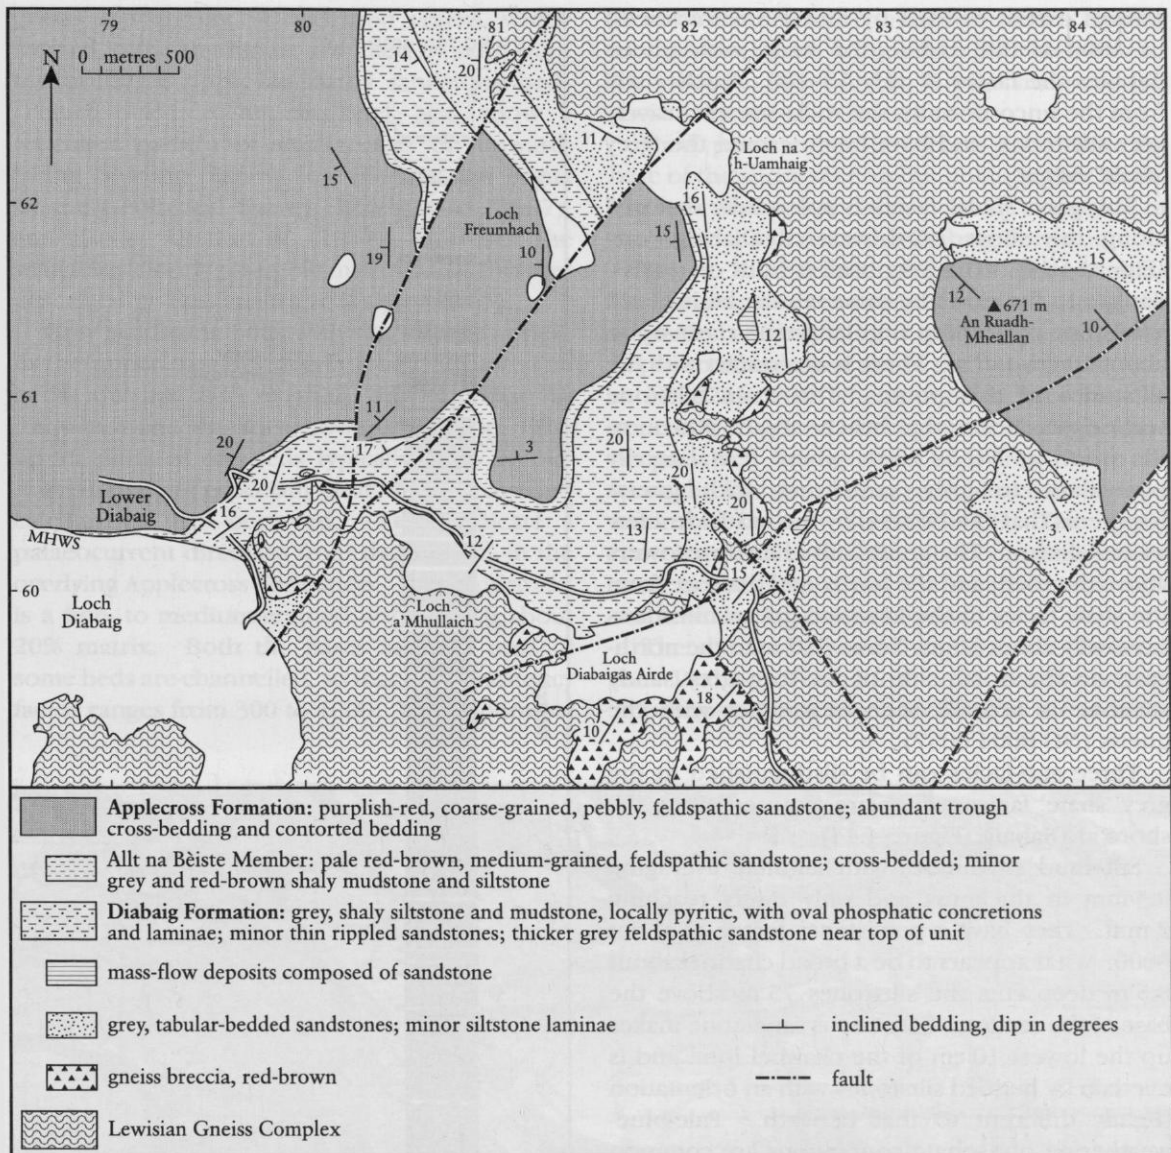 79 80 81 82 83 84
N
0 metres 500
14
20
11
Loch na
h-Uamhaig
15
62
16
Loch
Freumhach
15
15
19
10
12
671 m
An Ruadh-
Mheallan
10
12
61
11
20
17
3
20
20
20
20
Lower
Diabaig
16
13
3
MHWS
12
15
60
Loch
Diabaig
Loch
a'Mhullaich
Loch
Diabaigas Airde
18
10
Applecross Formation: purplish-red, coarse-grained, pebbly, feldspathic sandstone; abundant trough
cross-bedding and contorted bedding
Allt na Bèiste Member: pale red-brown, medium-grained, feldspathic sandstone; cross-bedded; minor
grey and red-brown shaly mudstone and siltstone
Diabaig Formation: grey, shaly siltstone and mudstone, locally pyritic, with oval phosphatic concretions
and laminae; minor thin rippled sandstones; thicker grey feldspathic sandstone near top of unit
mass-flow deposits composed of sandstone
grey, tabular-bedded sandstones; minor siltstone laminae
inclined bedding, dip in degrees
gneiss breccia, red-brown
fault
Lewisian Gneiss Complex